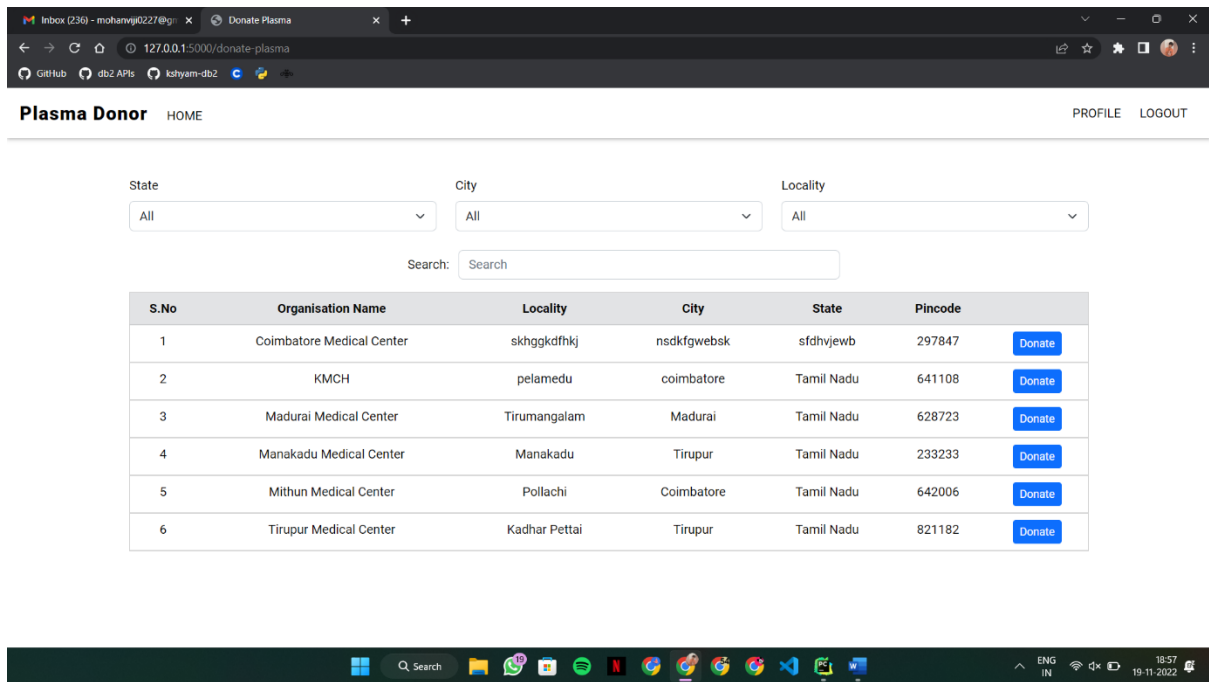 Inbox (236) - mohanviji0227@gm
Donate Plasma
127.0.0.1:5000/donate-plasma
GitHub db2 APIs kshyam-db2
Plasma Donor HOME PROFILE LOGOUT
State City Locality
All All All
Search: Search
S.No Organisation Name Locality City State Pincode
1 Coimbatore Medical Center skhggkdfhkj nsdkfgwebsk sfdhvjewb 297847 Donate
2 KMCH pelamedu coimbatore Tamil Nadu 641108 Donate
3 Madurai Medical Center Tirumangalam Madurai Tamil Nadu 628723 Donate
4 Manakadu Medical Center Manakadu Tirupur Tamil Nadu 233233 Donate
5 Mithun Medical Center Pollachi Coimbatore Tamil Nadu 642006 Donate
6 Tirupur Medical Center Kadhar Pettai Tirupur Tamil Nadu 821182 Donate
Search 19 ENG 18:57
IN 19-11-2022